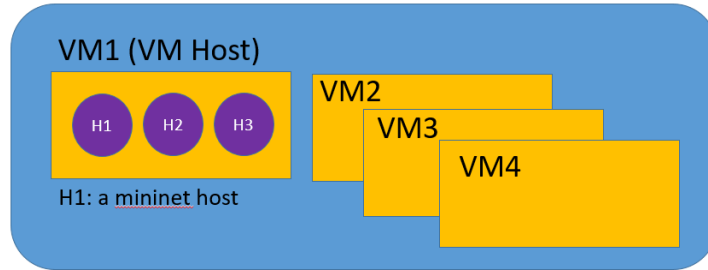 VM1 (VM Host)
H1
H2
H3
H1: a mininet host
VM2
VM3
VM4